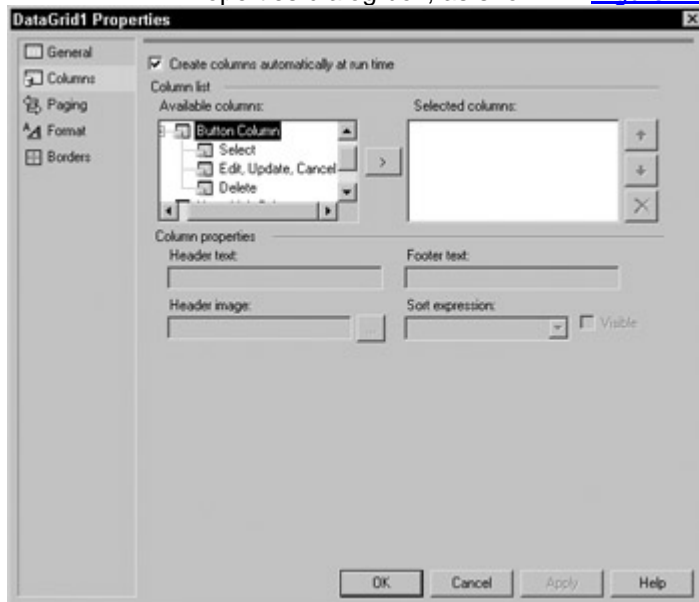 DataGrid1 Properties
General
Columns
Paging
Format
Borders
Create columns automatically at run time
Column list
Available columns:
Selected columns:
Button Column
Select
Edit, Update, Cancel
Delete
>
Column properties
Header text:
Footer text:
Header image:
Sort expression:
...
Visible
OK
Cancel
Apply
Help